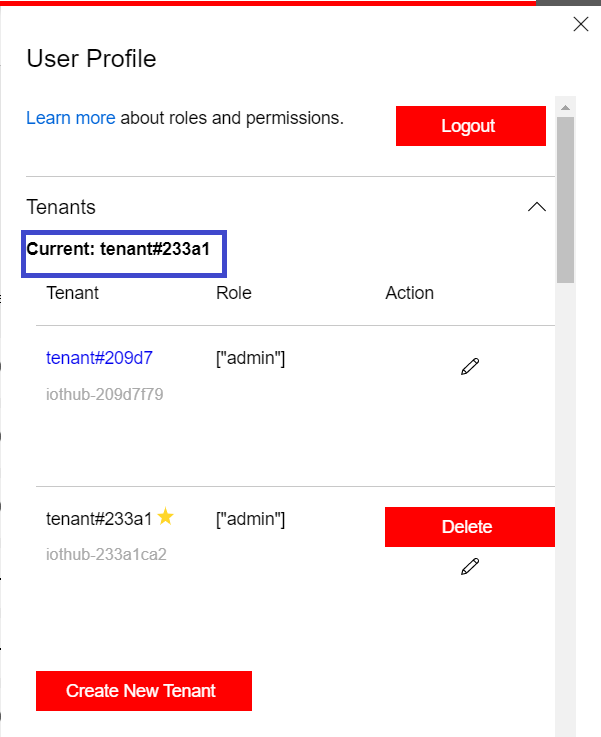 User Profile
Learn more about roles and permissions.
Logout
Tenants
Current: tenant#233a1
Tenant Role Action
tenant#209d7 ["admin"]
iothub-209d7f79
tenant#233a1 ["admin"] Delete
iothub-233a1ca2
Create New Tenant